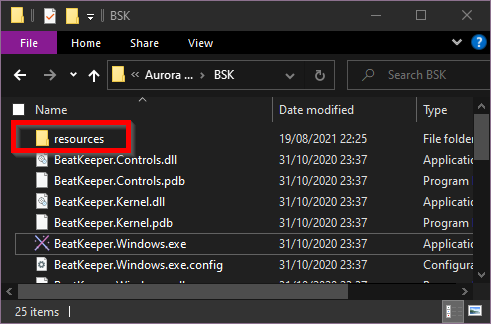 BSK
File Home Share View
Aurora ... BSK Search BSK
Name Date modified Type
resources 19/08/2021 22:25 File folder
BeatKeeper.Controls.dll 31/10/2020 23:37 Applicatio
BeatKeeper.Controls.pdb 31/10/2020 23:37 Program
BeatKeeper.Kernel.dll 31/10/2020 23:37 Applicatio
BeatKeeper.Kernel.pdb 31/10/2020 23:37 Program
BeatKeeper.Windows.exe 31/10/2020 23:37 Applicatio
BeatKeeper.Windows.exe.config 31/10/2020 23:37 Configura
25 items